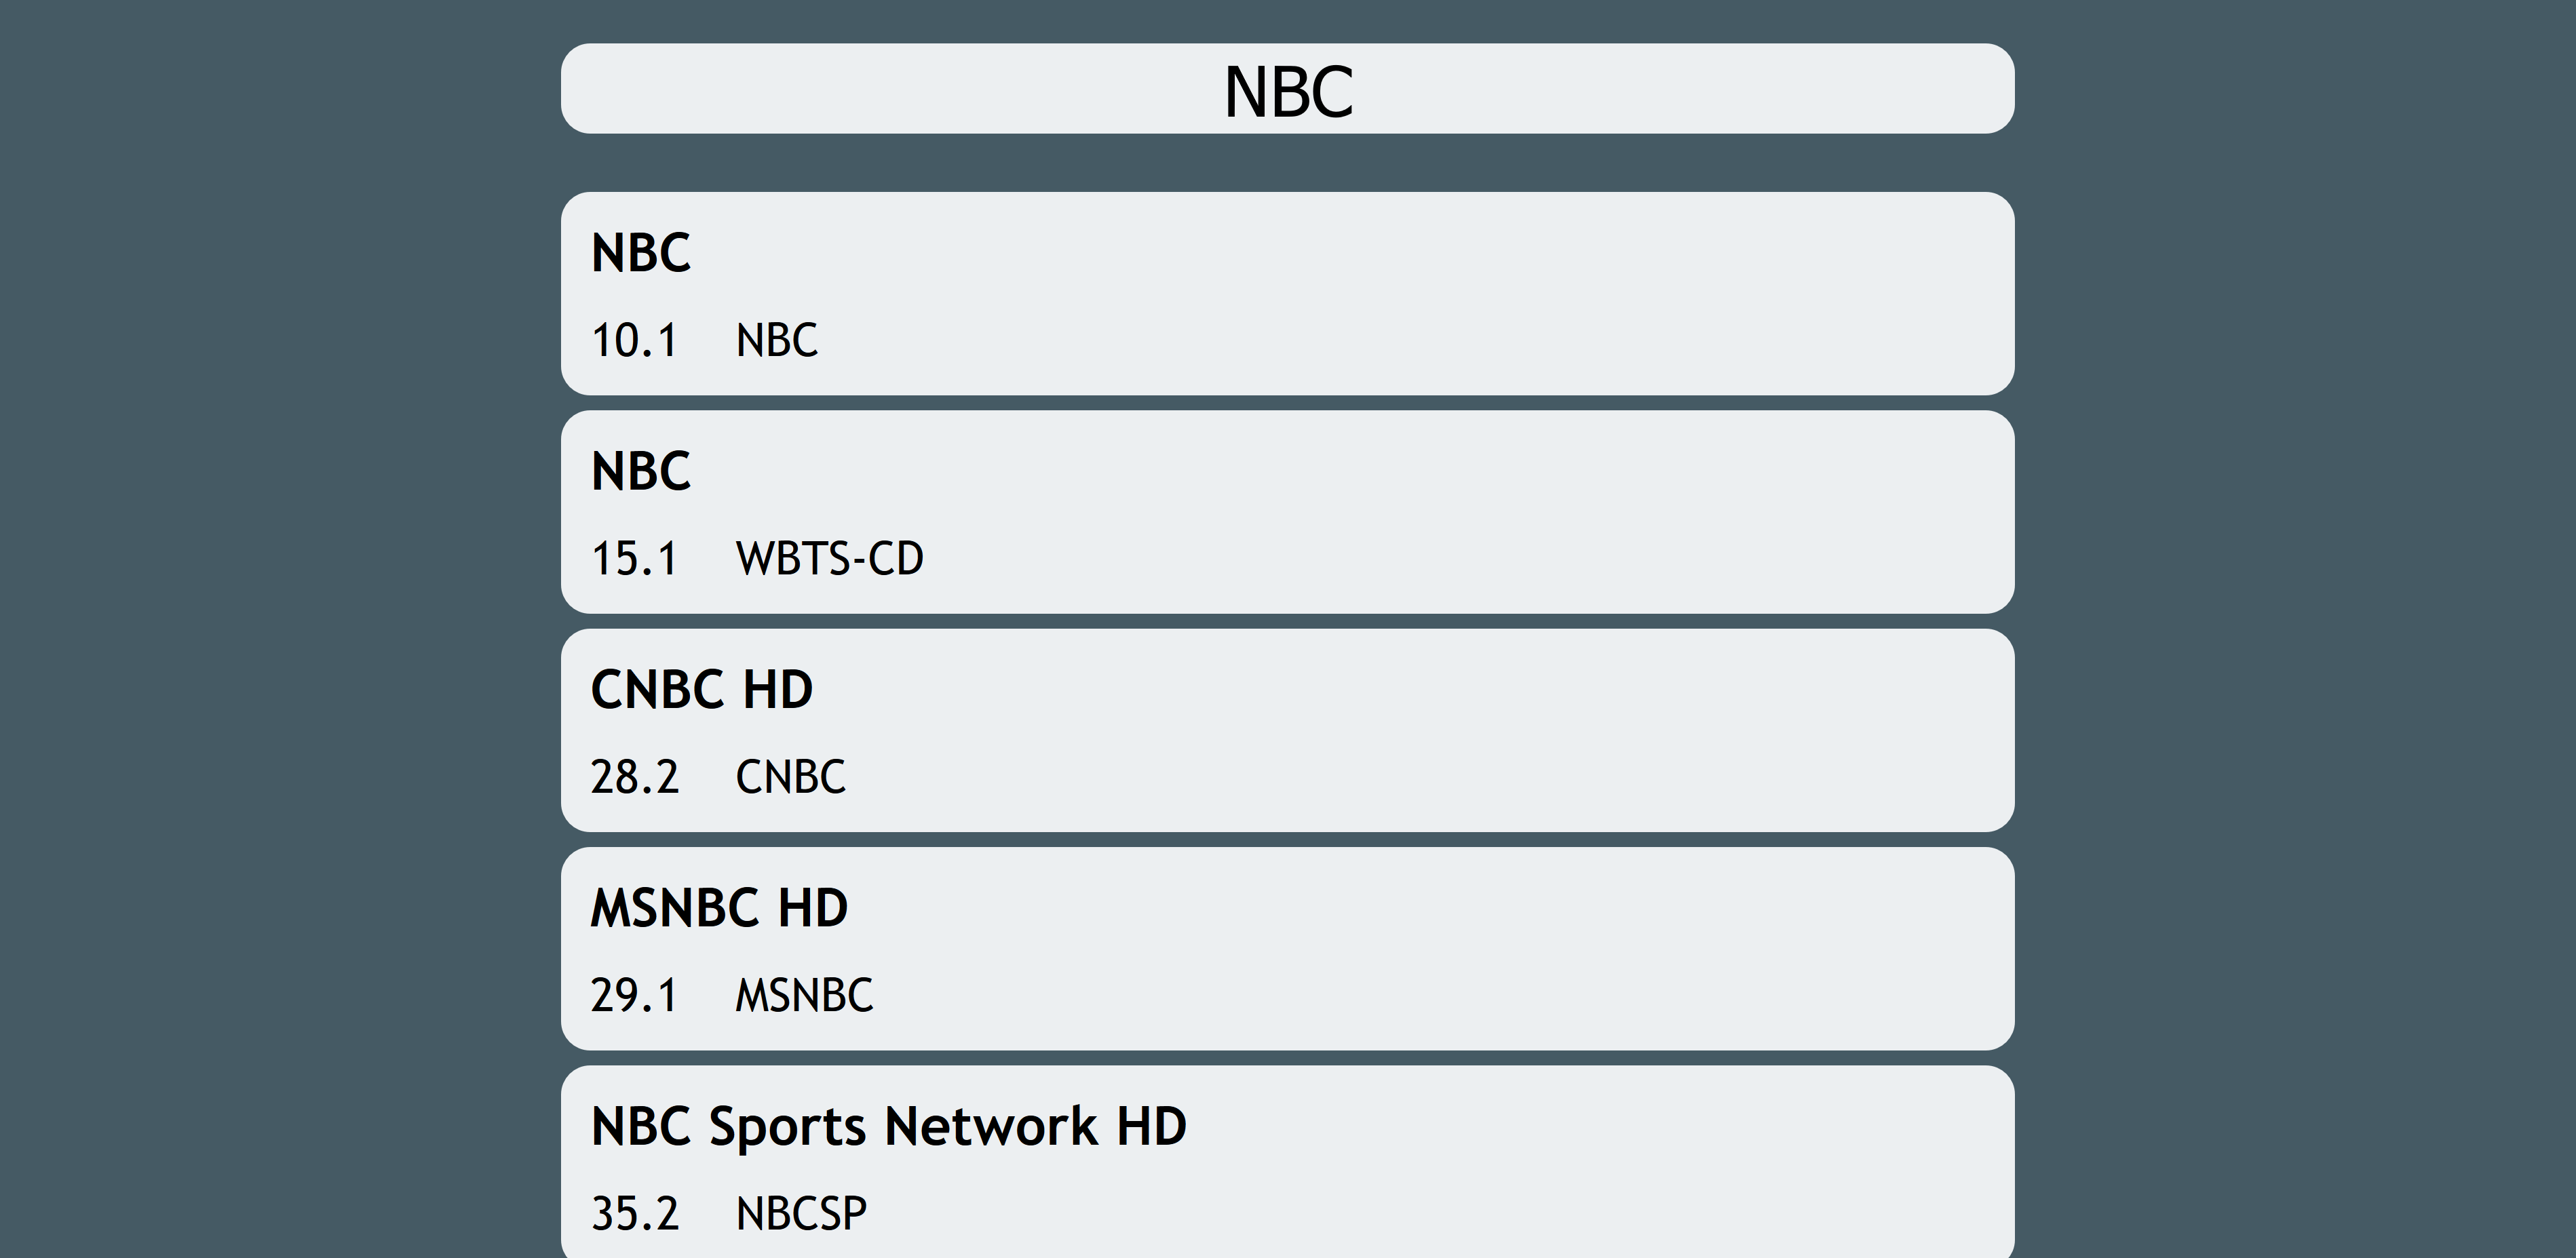 NBC
NBC
10.1 NBC
NBC
15.1 WBTS-CD
CNBC HD
28.2 CNBC
MSNBC HD
29.1 MSNBC
NBC Sports Network HD
35.2 NBCSP